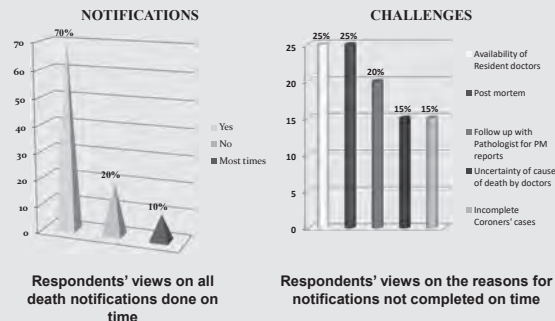 NOTIFICATIONS
70%
20%
10%
70
60
50
40
30
20
10
0
Yes
No
Most times
Respondents' views on all
death notifications done on
time
CHALLENGES
25%
25%
20%
15%
15%
25
20
15
10
5
0
Availability of
Resident doctors
Post mortem
Follow up with
Pathologist for PM
reports
Uncertainty of cause
of death by doctors
Incomplete
Coroners' cases
Respondents' views on the reasons for
notifications not completed on time